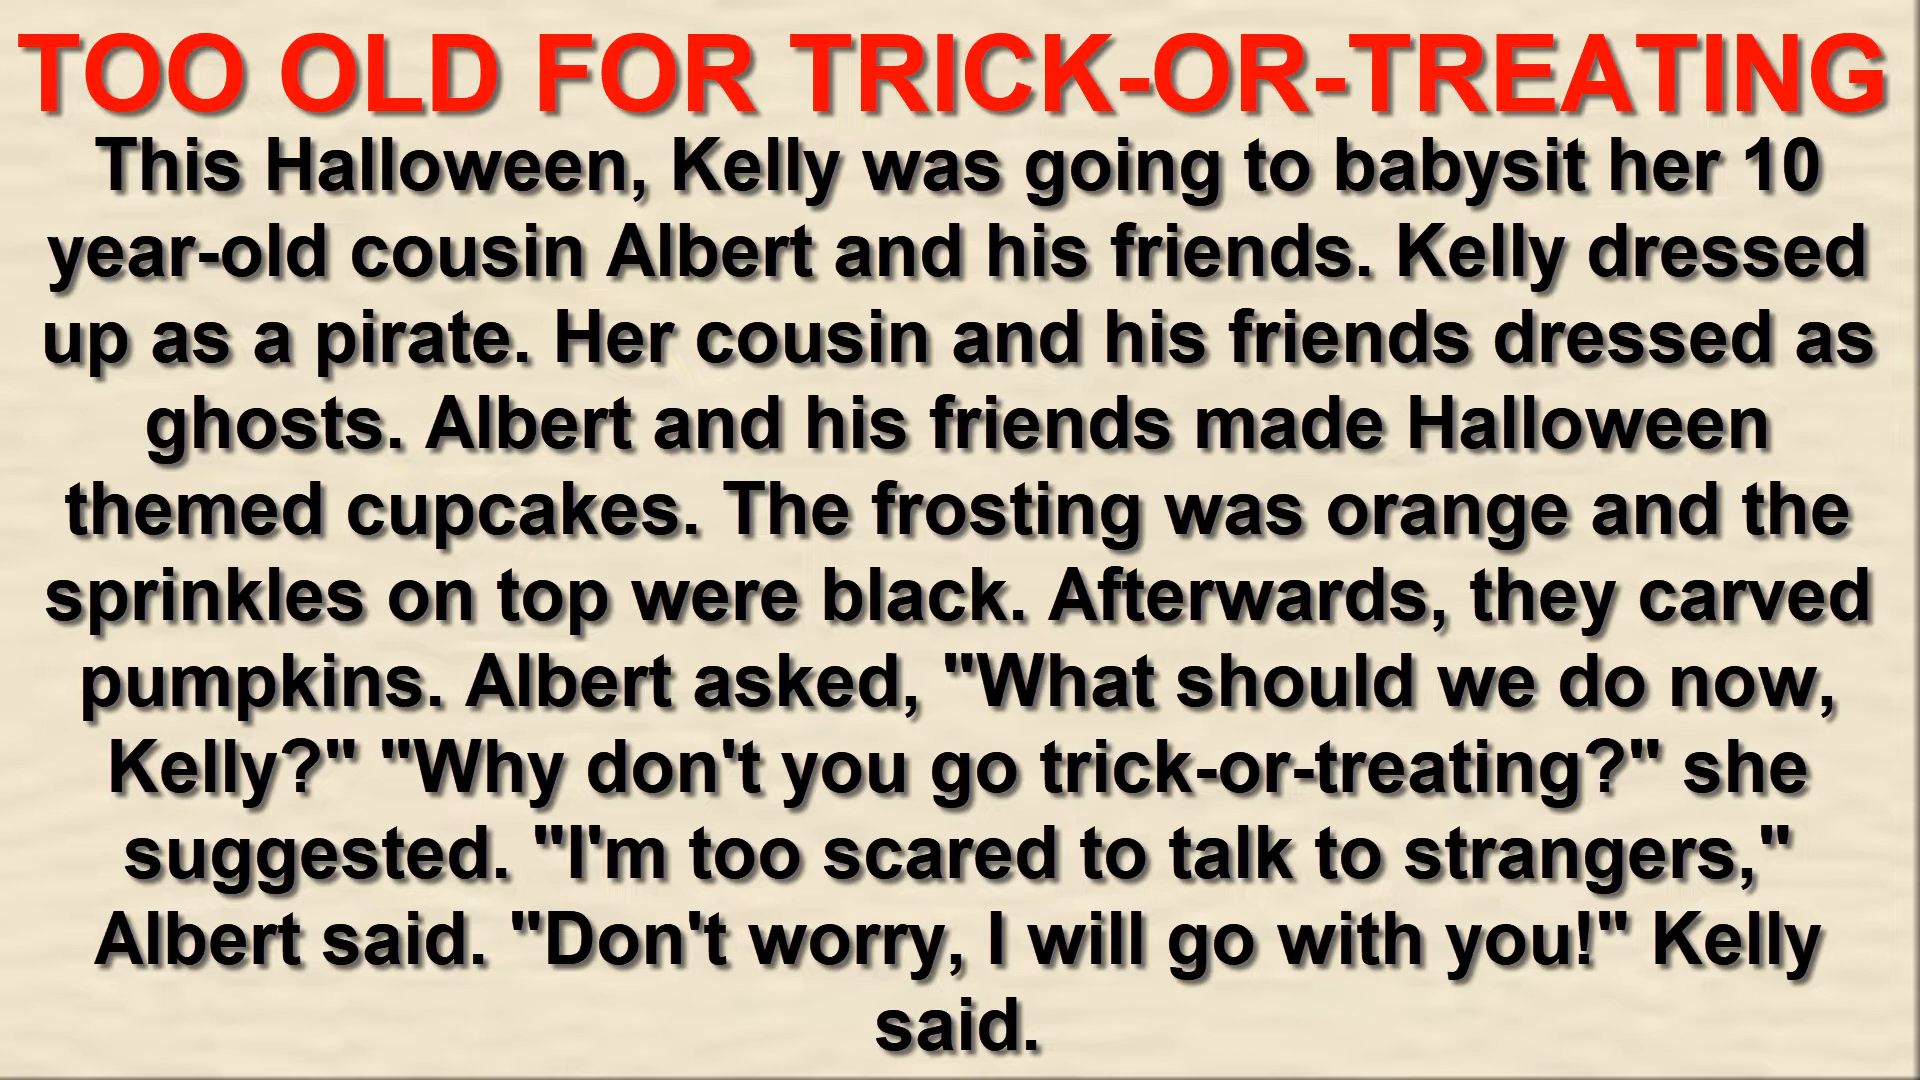 TOO OLD FOR TRICK-OR-TREATING
This Halloween, Kelly was going to babysit her 10
year-old cousin Albert and his friends. Kelly dressed
up as a pirate. Her cousin and his friends dressed as
ghosts. Albert and his friends made Halloween
themed cupcakes. The frosting was orange and the
sprinkles on top were black. Afterwards, they carved
pumpkins. Albert asked, "What should we do now,
Kelly?" "Why don't you go trick-or-treating?" she
suggested. "I'm too scared to talk to strangers,"
Albert said. "Don't worry, I will go with you!" Kelly
said.